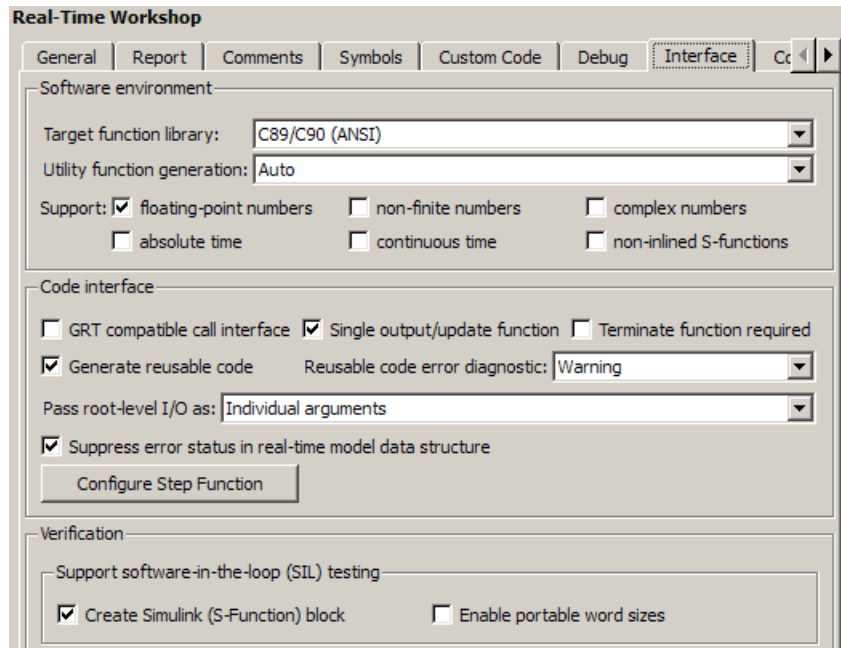 Real-Time Workshop
General Report Comments Symbols Custom Code Debug Interface
Software environment
Target function library: C89/C90 (ANSI)
Utility function generation: Auto
Support: floating-point numbers non-finite numbers complex numbers
absolute time continuous time non-inlined S-functions
Code interface
GRT compatible call interface Single output/update function Terminate function required
Generate reusable code Reusable code error diagnostic: Warning
Pass root-level I/O as: Individual arguments
Suppress error status in real-time model data structure
Configure Step Function
Verification
Support software-in-the-loop (SIL) testing
Create Simulink (S-Function) block Enable portable word sizes